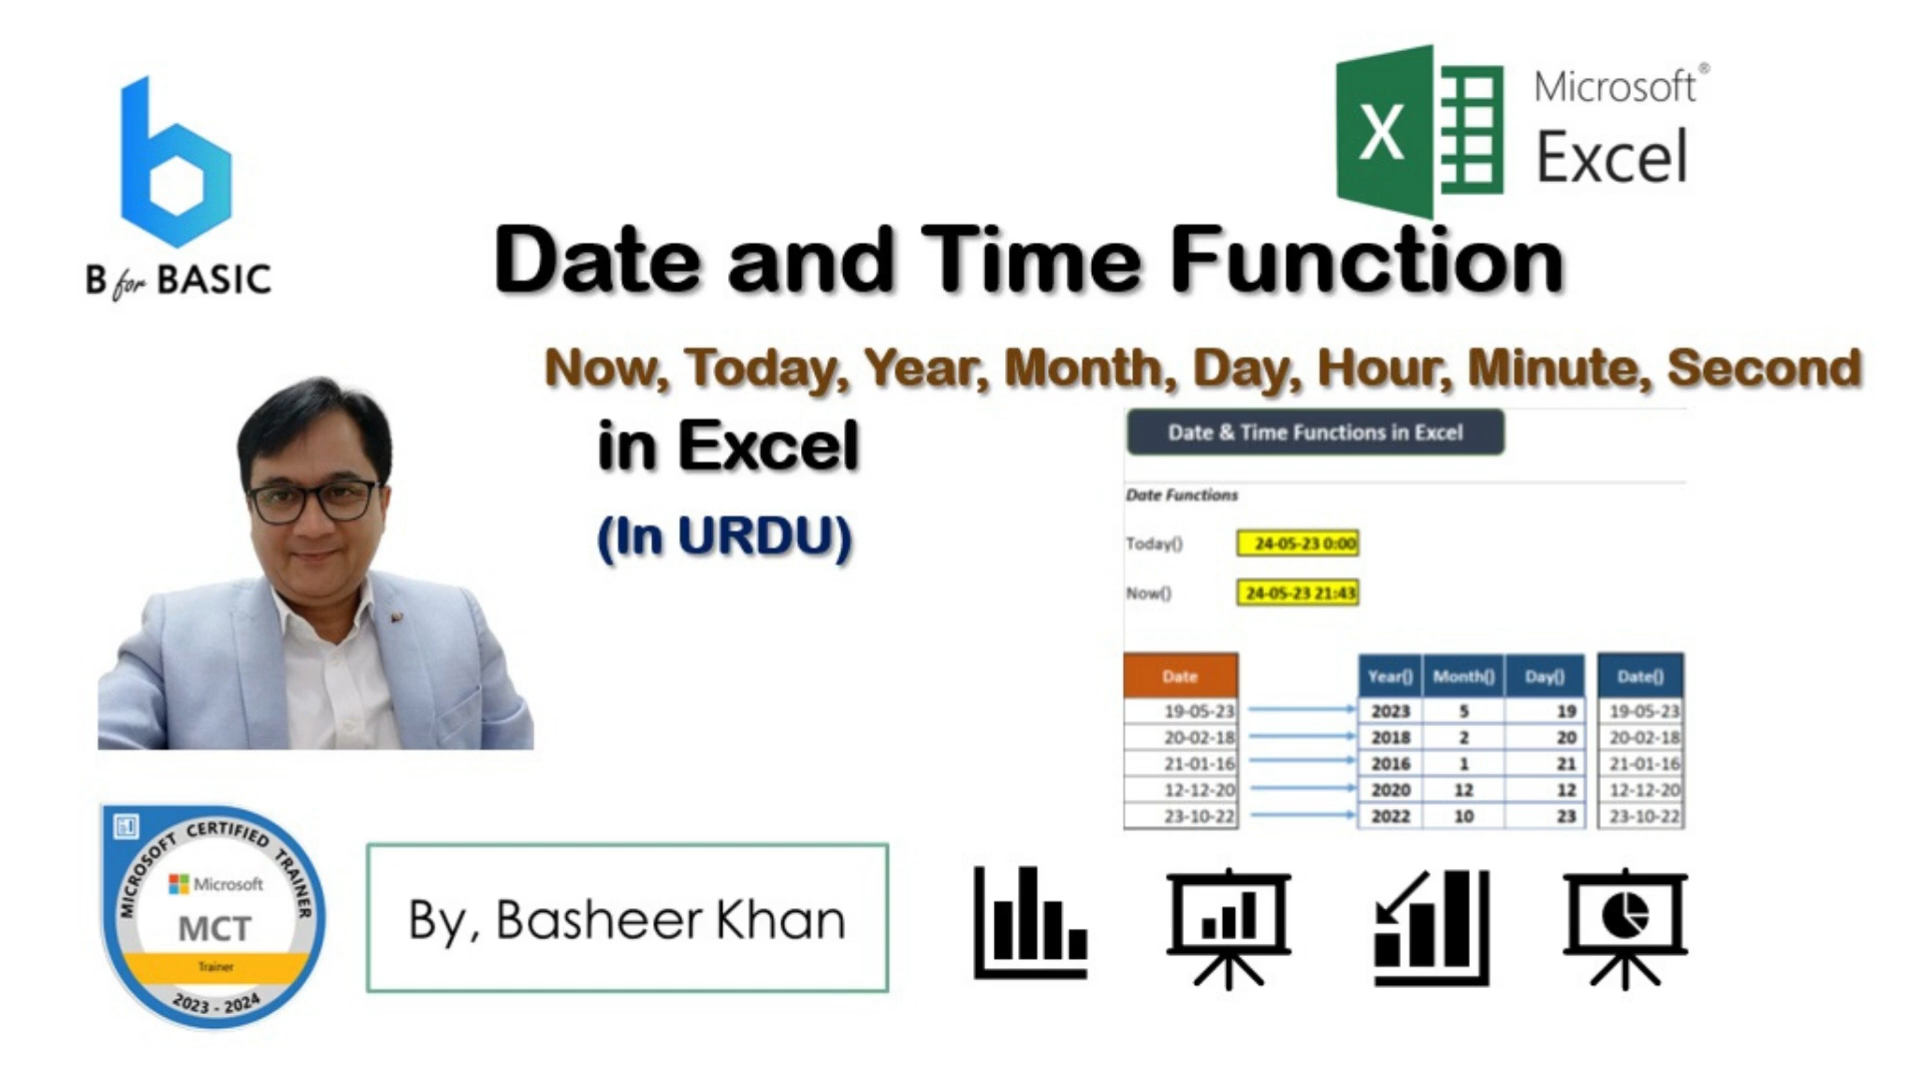 B for BASIC
X
Microsoft®
Excel
Date and Time Function
Now, Today, Year, Month, Day, Hour, Minute, Second
in Excel
(In URDU)
Date & Time Functions in Excel
Date Functions
Today() 24-05-23 0:00
Now() 24-05-23 21:43
Date Year() Month() Day() Date()
19-05-23 2023 5 19 19-05-23
20-02-18 2018 2 20 20-02-18
21-01-16 2016 1 21 21-01-16
12-12-20 2020 12 12 12-12-20
23-10-22 2022 10 23 23-10-22
MICROSOFT CERTIFIED TRAINER
Microsoft
MCT
Trainer
2023 - 2024
By, Basheer Khan